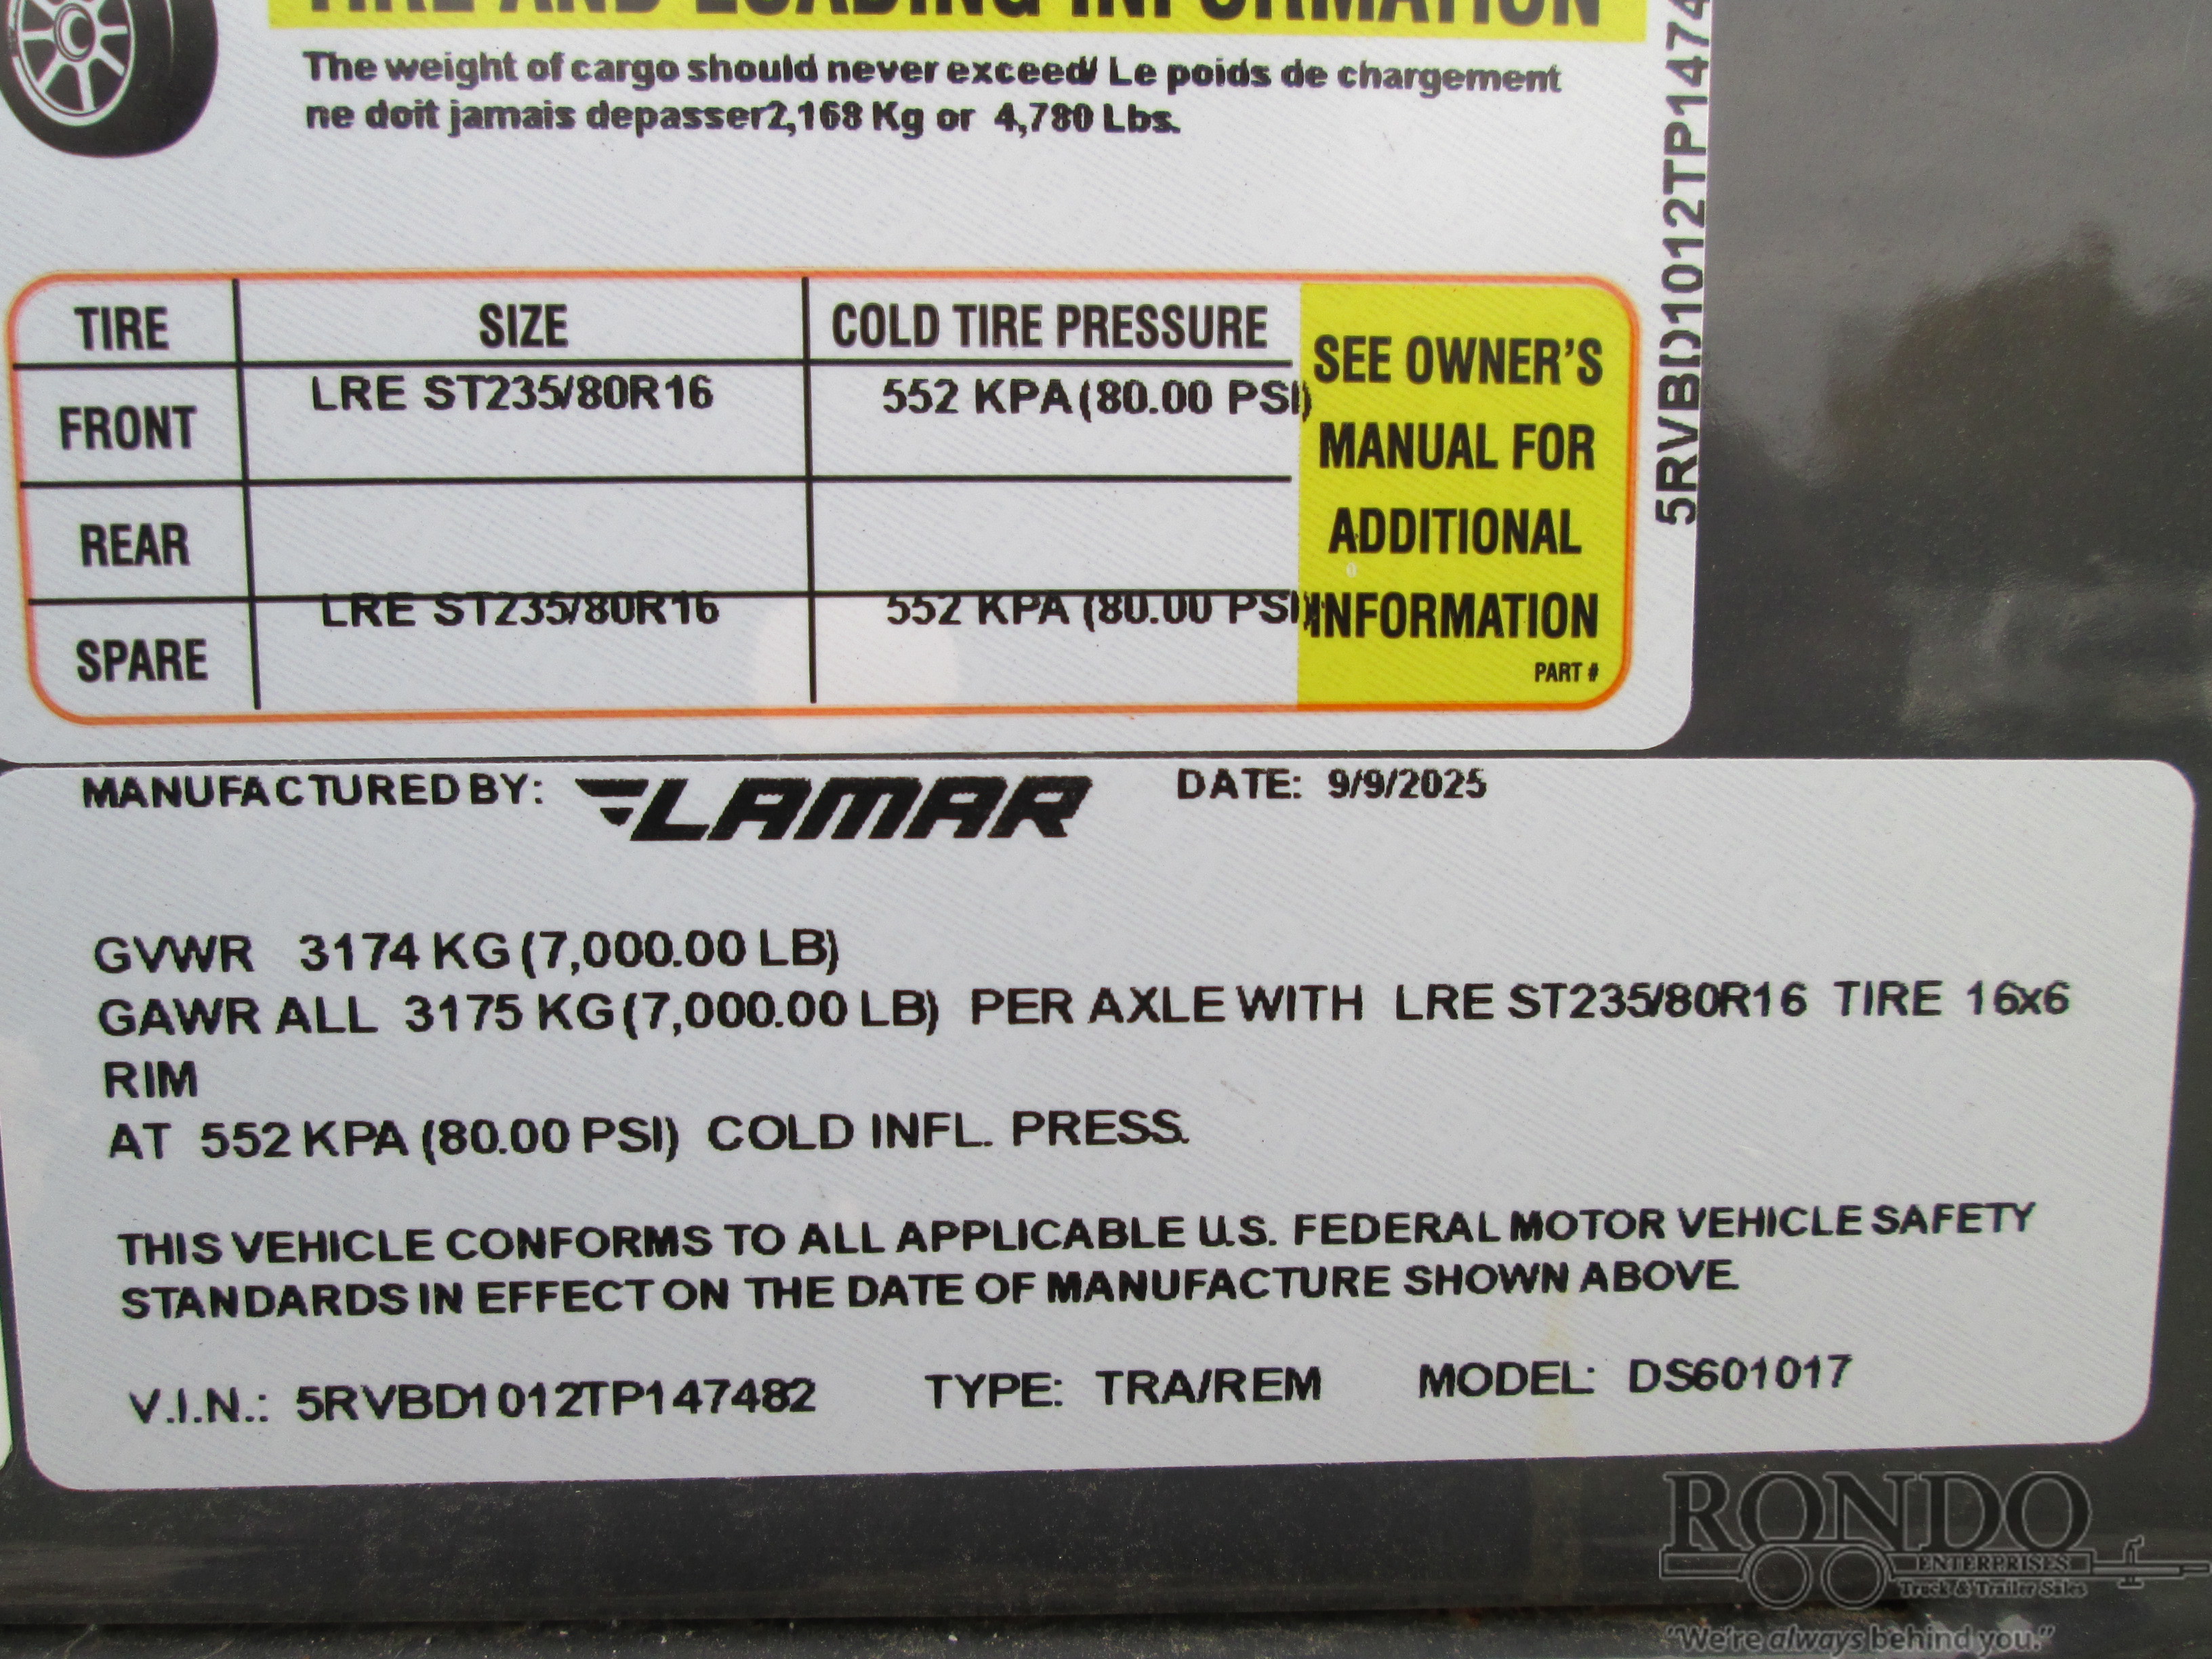 TIRE AND LOADING INFORMATION
The weight of cargo should never exceed/ Le poids de chargement
ne doit jamais depasser2,168 Kg or 4,780 Lbs.
5RVBD1012TP1474
TIRE SIZE COLD TIRE PRESSURE
FRONT LRE ST235/80R16 552 KPA (80.00 PSI)
REAR
SPARE LRE ST235/80R16 552 KPA (80.00 PSI)
SEE OWNER'S
MANUAL FOR
ADDITIONAL
INFORMATION
PART #
MANUFACTURED BY: LAMAR DATE: 9/9/2025
GVWR 3174 KG (7,000.00 LB)
GAWR ALL 3175 KG (7,000.00 LB) PER AXLE WITH LRE ST235/80R16 TIRE 16x6
RIM
AT 552 KPA (80.00 PSI) COLD INFL. PRESS.
THIS VEHICLE CONFORMS TO ALL APPLICABLE U.S. FEDERAL MOTOR VEHICLE SAFETY
STANDARDS IN EFFECT ON THE DATE OF MANUFACTURE SHOWN ABOVE.
V.I.N.: 5RVBD1012TP147482 TYPE: TRA/REM MODEL: DS601017
RONDO
ENTERPRISES
Truck & Trailer Sales
"We're always behind you."